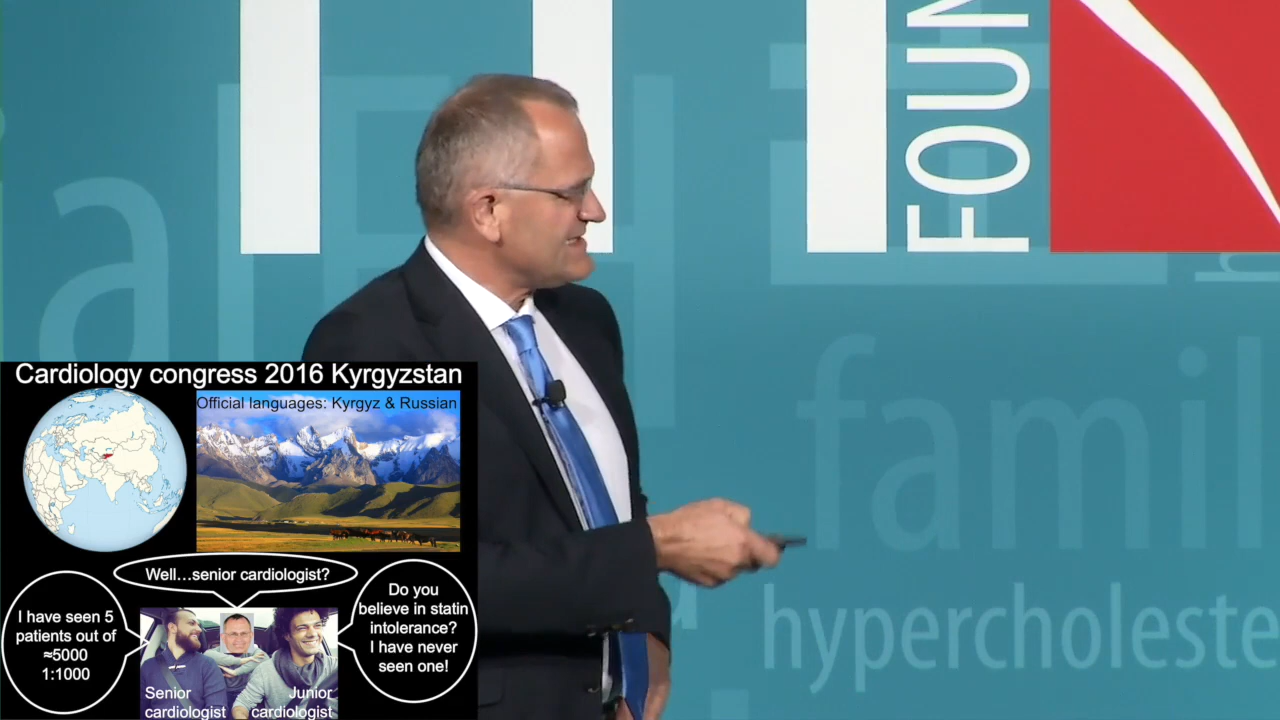 FOUN
FH
famil
hypercholeste
Cardiology congress 2016 Kyrgyzstan
Official languages: Kyrgyz & Russian
Well…senior cardiologist?
I have seen 5
patients out of
≈5000
1:1000
Do you
believe in statin
intolerance?
I have never
seen one!
Senior
cardiologist
Junior
cardiologist